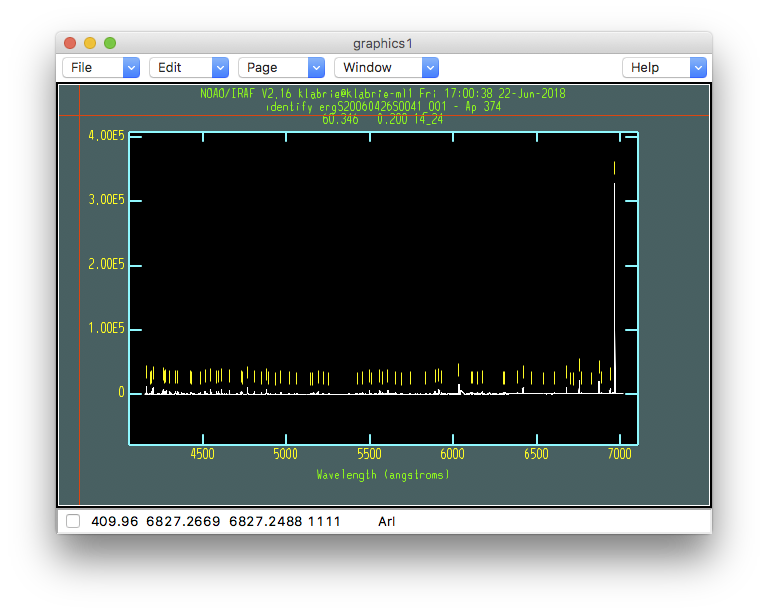 graphics1
File Edit Page Window Help
NOAO/IRAF V2.16 klabrie@klabrie-ml1 Fri 17:00:38 22-Jun-2018
identify ergS20060426S0041_001 - Ap 374
60.346 0.200 14_24
4.00E5
3.00E5
2.00E5
1.00E5
0
4500 5000 5500 6000 6500 7000
Wavelength (angstroms)
409.96 6827.2669 6827.2488 1111 ArI